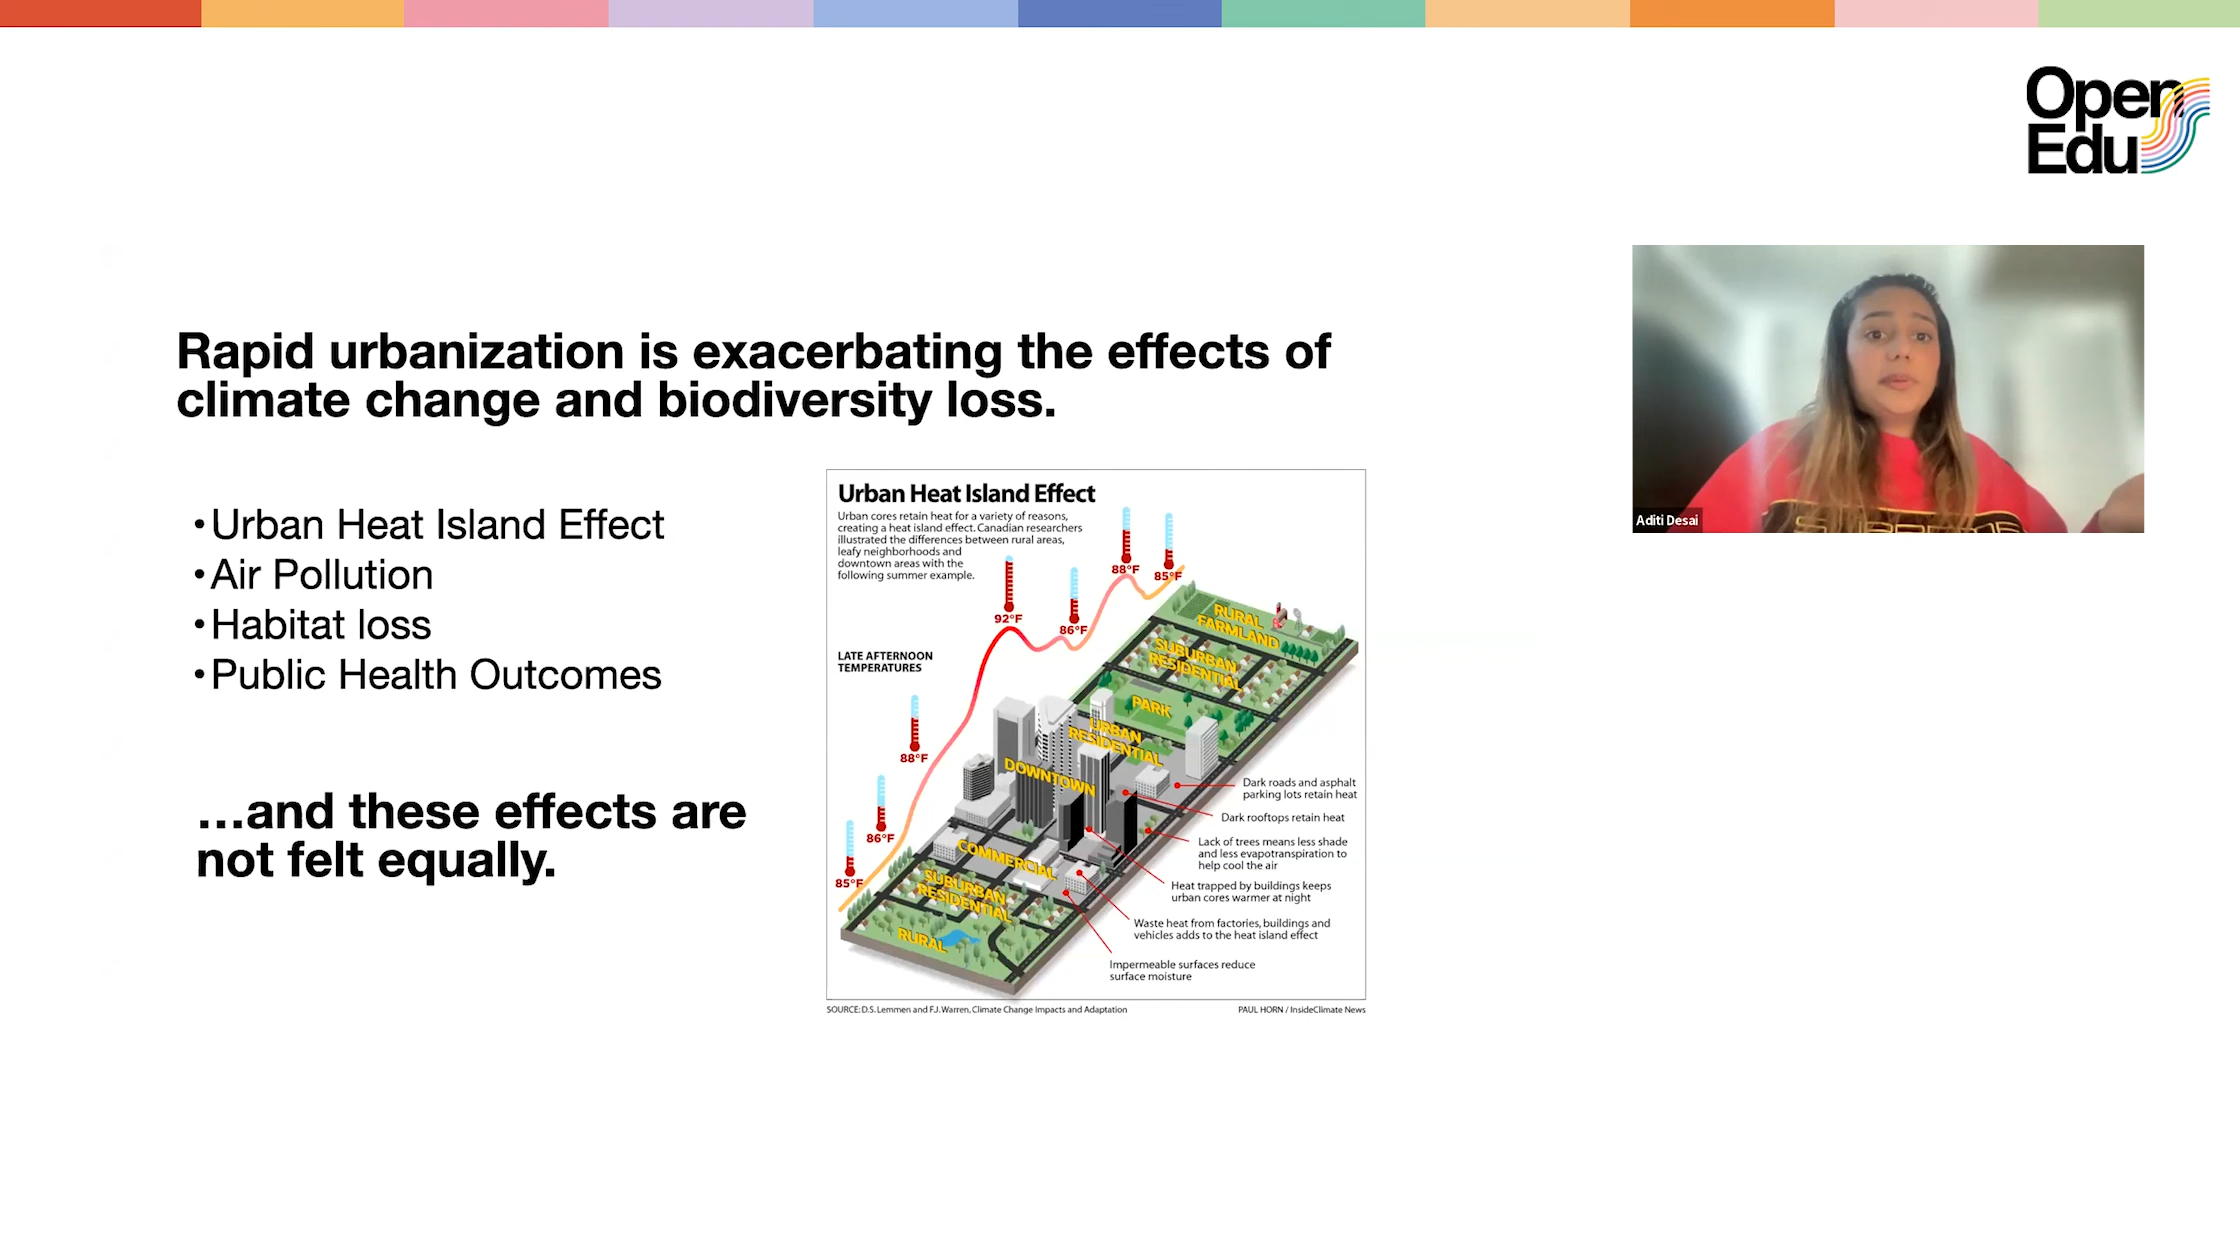 Open
Edu
Rapid urbanization is exacerbating the effects of
climate change and biodiversity loss.
•Urban Heat Island Effect
•Air Pollution
•Habitat loss
•Public Health Outcomes
...and these effects are
not felt equally.
Urban Heat Island Effect
Urban cores retain heat for a variety of reasons,
creating a heat island effect. Canadian researchers
illustrated the differences between rural areas,
leafy neighborhoods and
downtown areas with the
following summer example.
LATE AFTERNOON
TEMPERATURES
85°F
86°F
88°F
92°F
86°F
88°F
85°F
RURAL
FARMLAND
SUBURBAN
RESIDENTIAL
PARK
URBAN
RESIDENTIAL
DOWNTOWN
COMMERCIAL
SUBURBAN
RESIDENTIAL
RURAL
Dark roads and asphalt
parking lots retain heat
Dark rooftops retain heat
Lack of trees means less shade
and less evapotranspiration to
help cool the air
Heat trapped by buildings keeps
urban cores warmer at night
Waste heat from factories, buildings and
vehicles adds to the heat island effect
Impermeable surfaces reduce
surface moisture
SOURCE: D.S. Lemmen and F.J. Warren, Climate Change Impacts and Adaptation
PAUL HORN / InsideClimate News
SUPREME
Aditi Desai